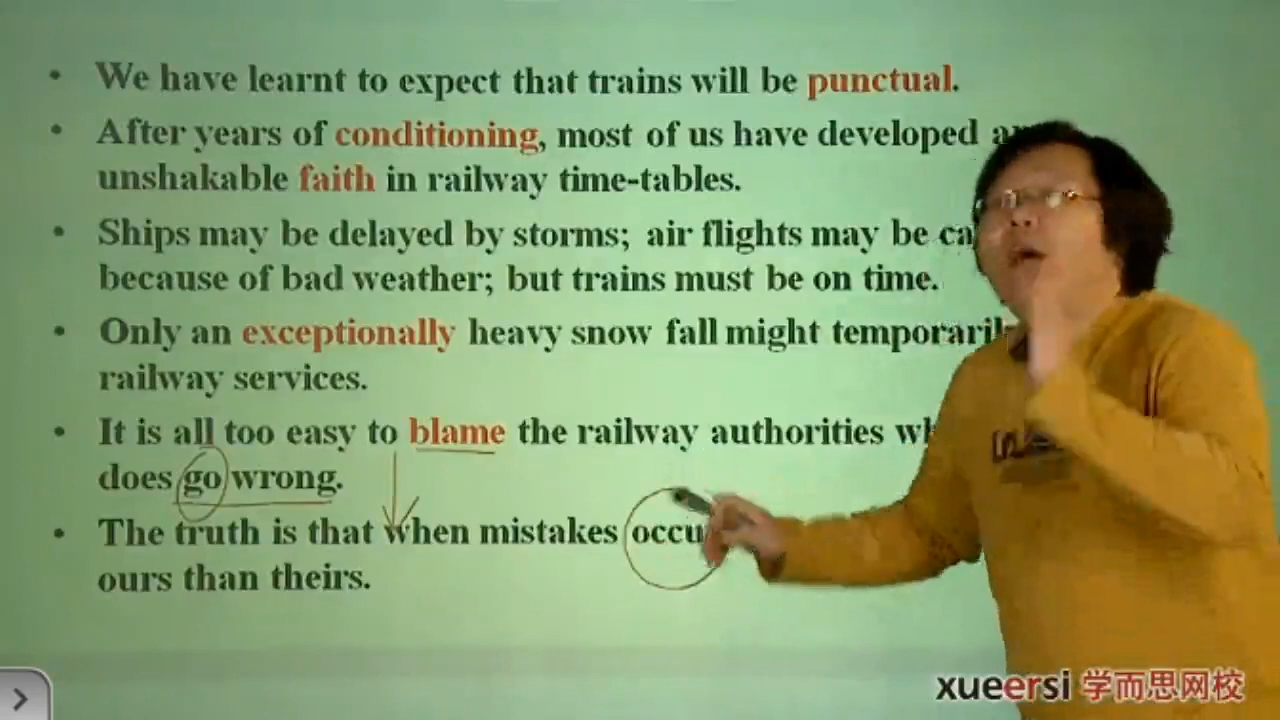 • We have learnt to expect that trains will be punctual.
• After years of conditioning, most of us have developed
unshakable faith in railway time-tables.
• Ships may be delayed by storms; air flights may be
because of bad weather; but trains must be on time.
• Only an exceptionally heavy snow fall might
railway services.
• It is all too easy to blame the railway authorities
does go wrong.
• The truth is that when mistakes
ours than theirs.
xueersi 学而思网校